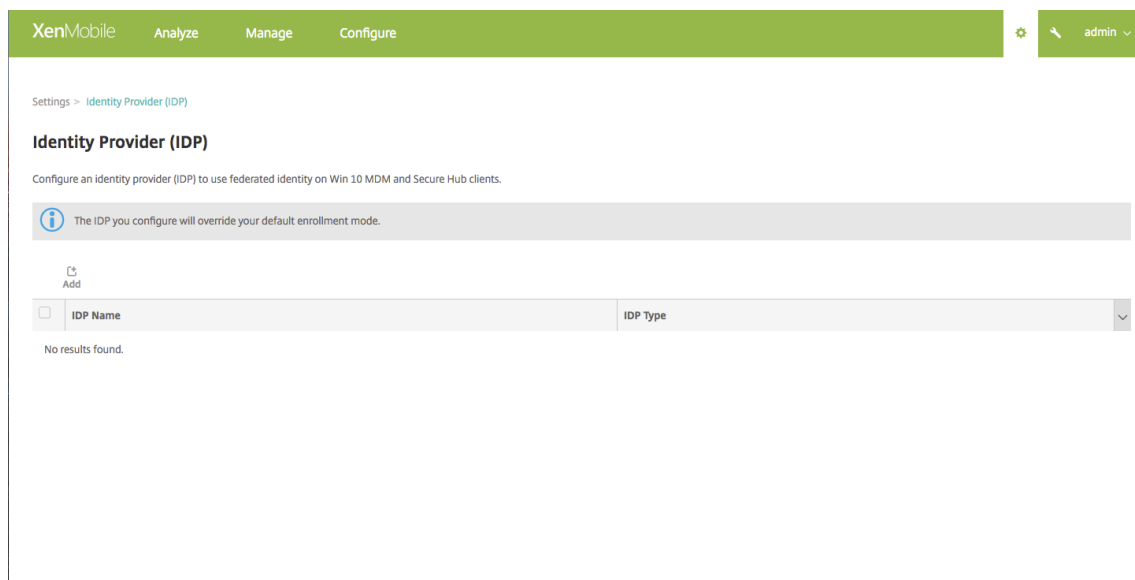 XenMobile Analyze Manage Configure admin
Settings > Identity Provider (IDP)
Identity Provider (IDP)
Configure an identity provider (IDP) to use federated identity on Win 10 MDM and Secure Hub clients.
The IDP you configure will override your default enrollment mode.
Add
IDP Name IDP Type
No results found.